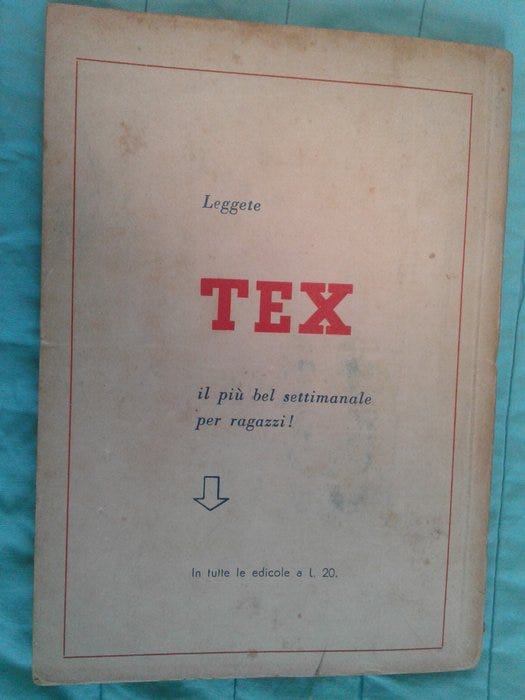 Leggete
TEX
il più bel settimanale
per ragazzi!
In tutte le edicole a L. 20.